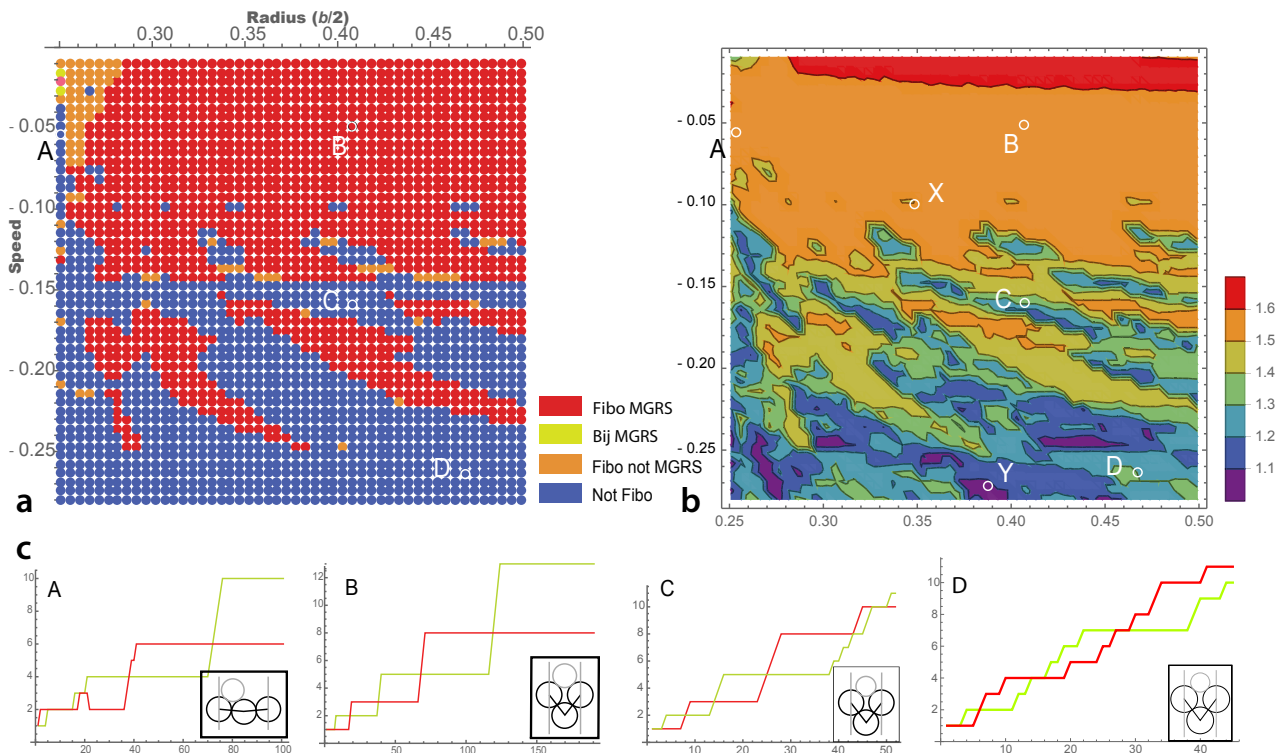 Radius (b/2)
0.30 0.35 0.40 0.45 0.50
Speed
- 0.05
- 0.10
- 0.15
- 0.20
- 0.25
A
B
C
D
a
Fibo MGRS
Bij MGRS
Fibo not MGRS
Not Fibo
- 0.05
- 0.10
- 0.15
- 0.20
- 0.25
A
B
X
C
Y
D
b
0.25 0.30 0.35 0.40 0.45 0.50
1.6
1.5
1.4
1.3
1.2
1.1
c
A
10
8
6
4
2
20 40 60 80 100
B
12
10
8
6
4
2
50 100 150
C
10
8
6
4
2
10 20 30 40 50
D
10
8
6
4
2
10 20 30 40